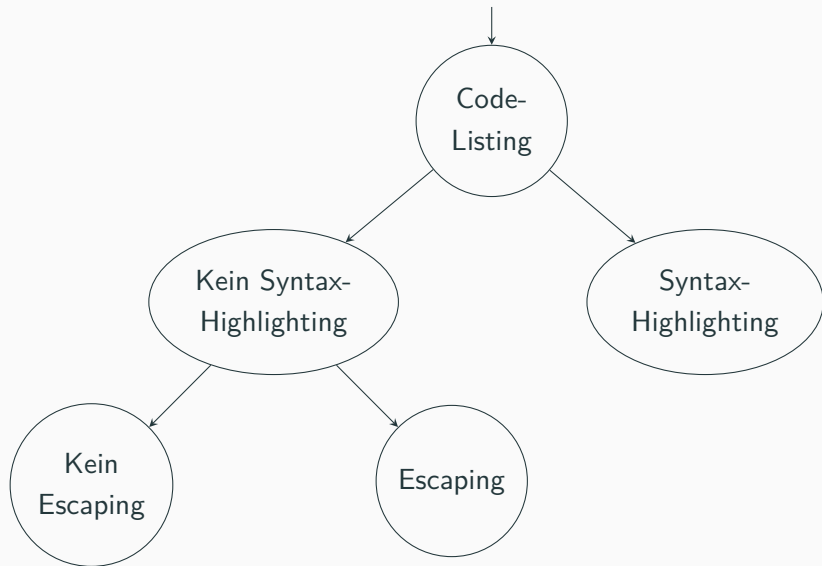 Code-
Listing
Kein Syntax-
Highlighting
Syntax-
Highlighting
Kein
Escaping
Escaping